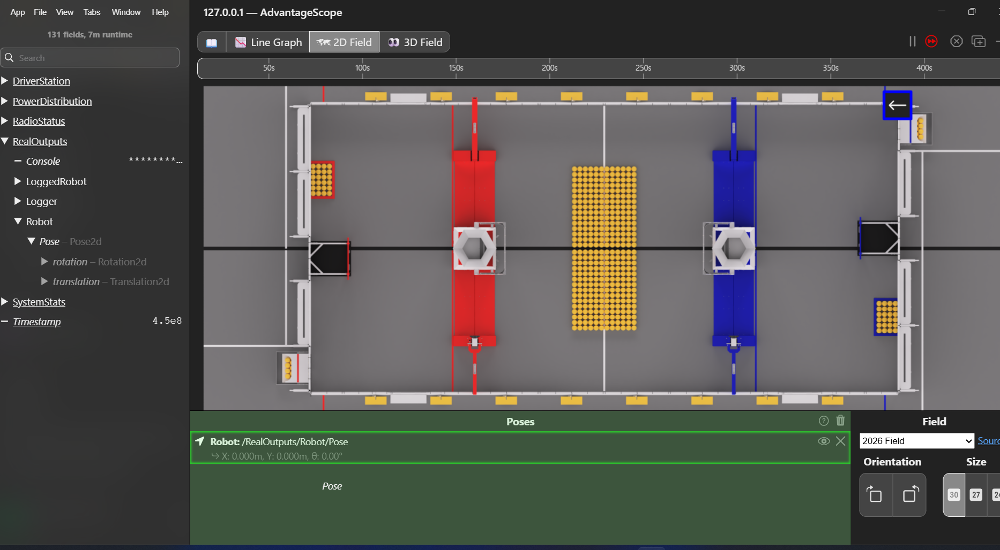 App File View Tabs Window Help
127.0.0.1 — AdvantageScope
131 fields, 7m runtime
Search
Line Graph
2D Field
3D Field
50s 100s 150s 200s 250s 300s 350s 400s
DriverStation
PowerDistribution
RadioStatus
RealOutputs
Console ********...
LoggedRobot
Logger
Robot
Pose – Pose2d
rotation – Rotation2d
translation – Translation2d
SystemStats
Timestamp 4.5e8
Poses
Robot: /RealOutputs/Robot/Pose
X: 0.000m, Y: 0.000m, θ: 0.00°
Pose
Field
2026 Field
Sourc
Orientation
Size
30 27 24